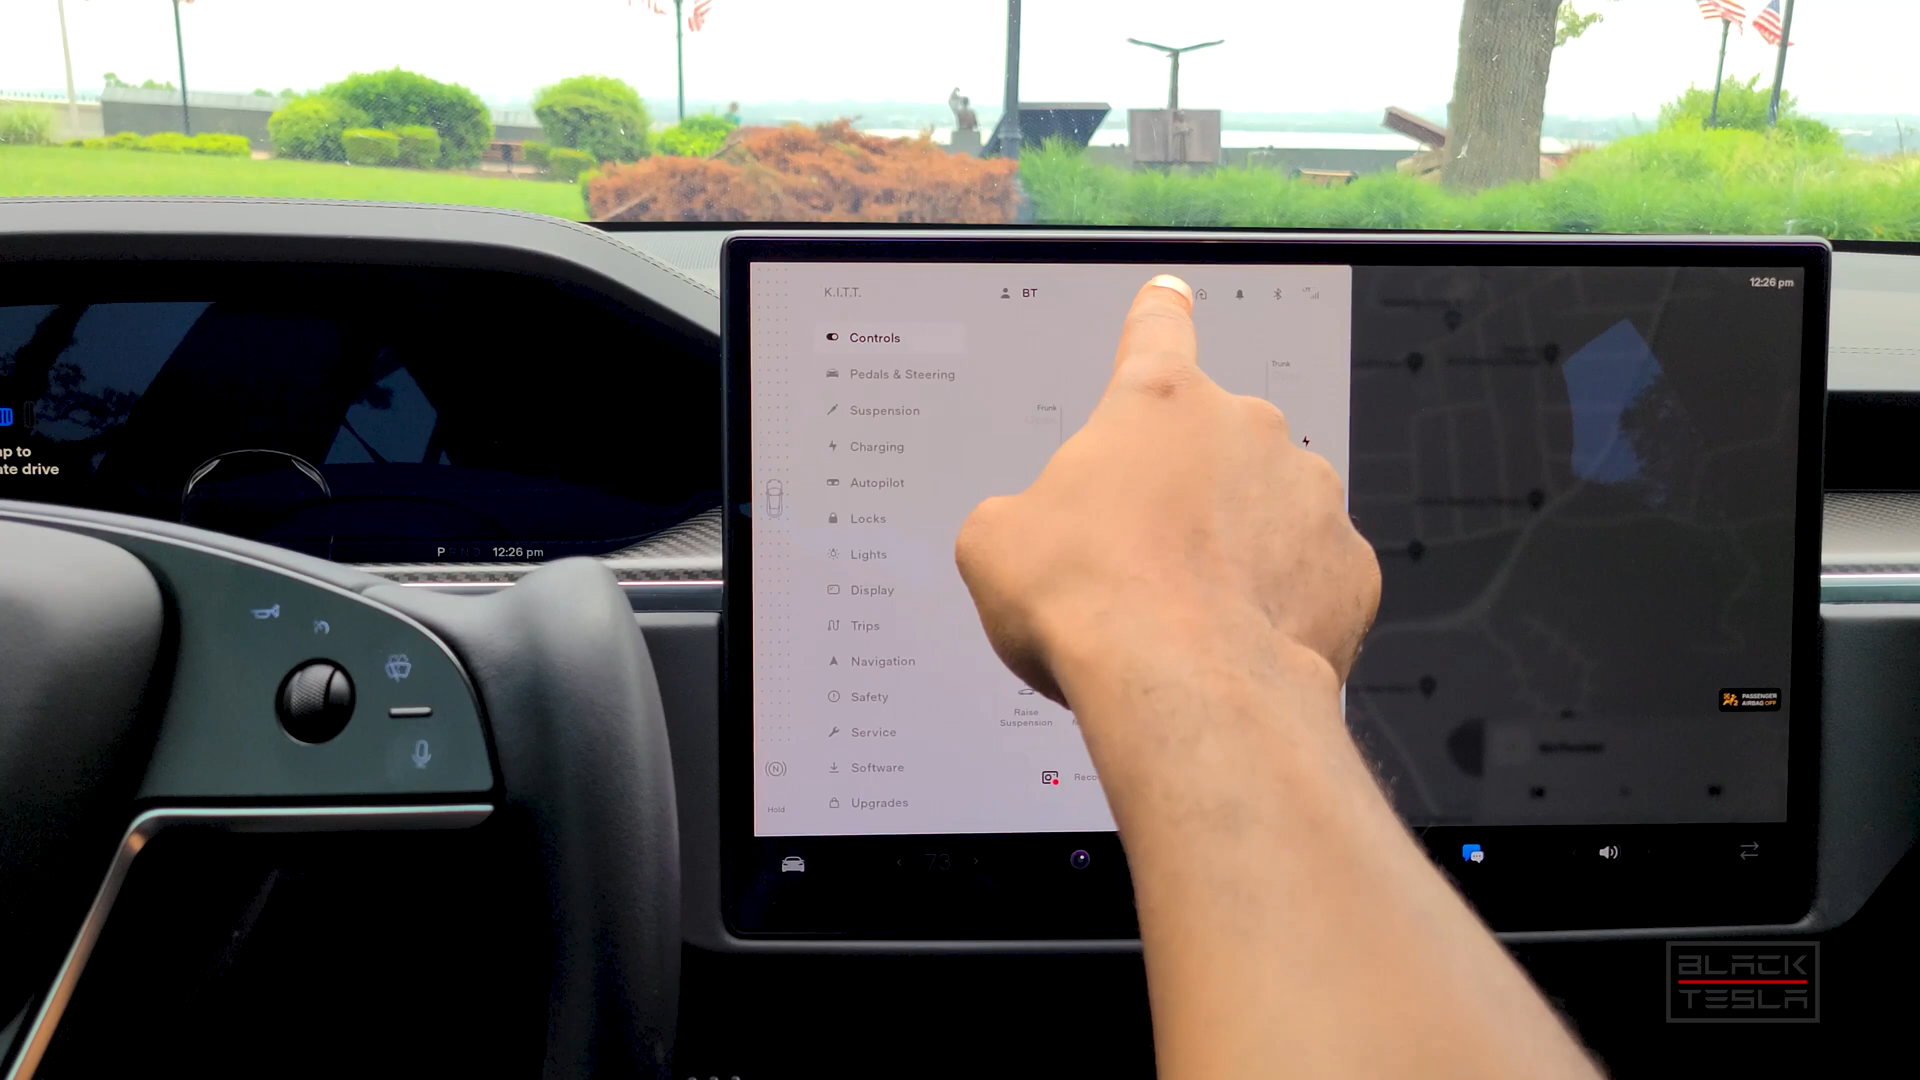 K.I.T.T.
BT
12:26 pm
Controls
Pedals & Steering
Suspension
Charging
Autopilot
Locks
Lights
Display
Trips
Navigation
Safety
Service
Software
Upgrades
Hold
Frunk
Trunk
Raise
Suspension
73
PASSENGER
AIRBAG OFF
to
drive
P R N D 12:26 pm
BLACK
TESLA